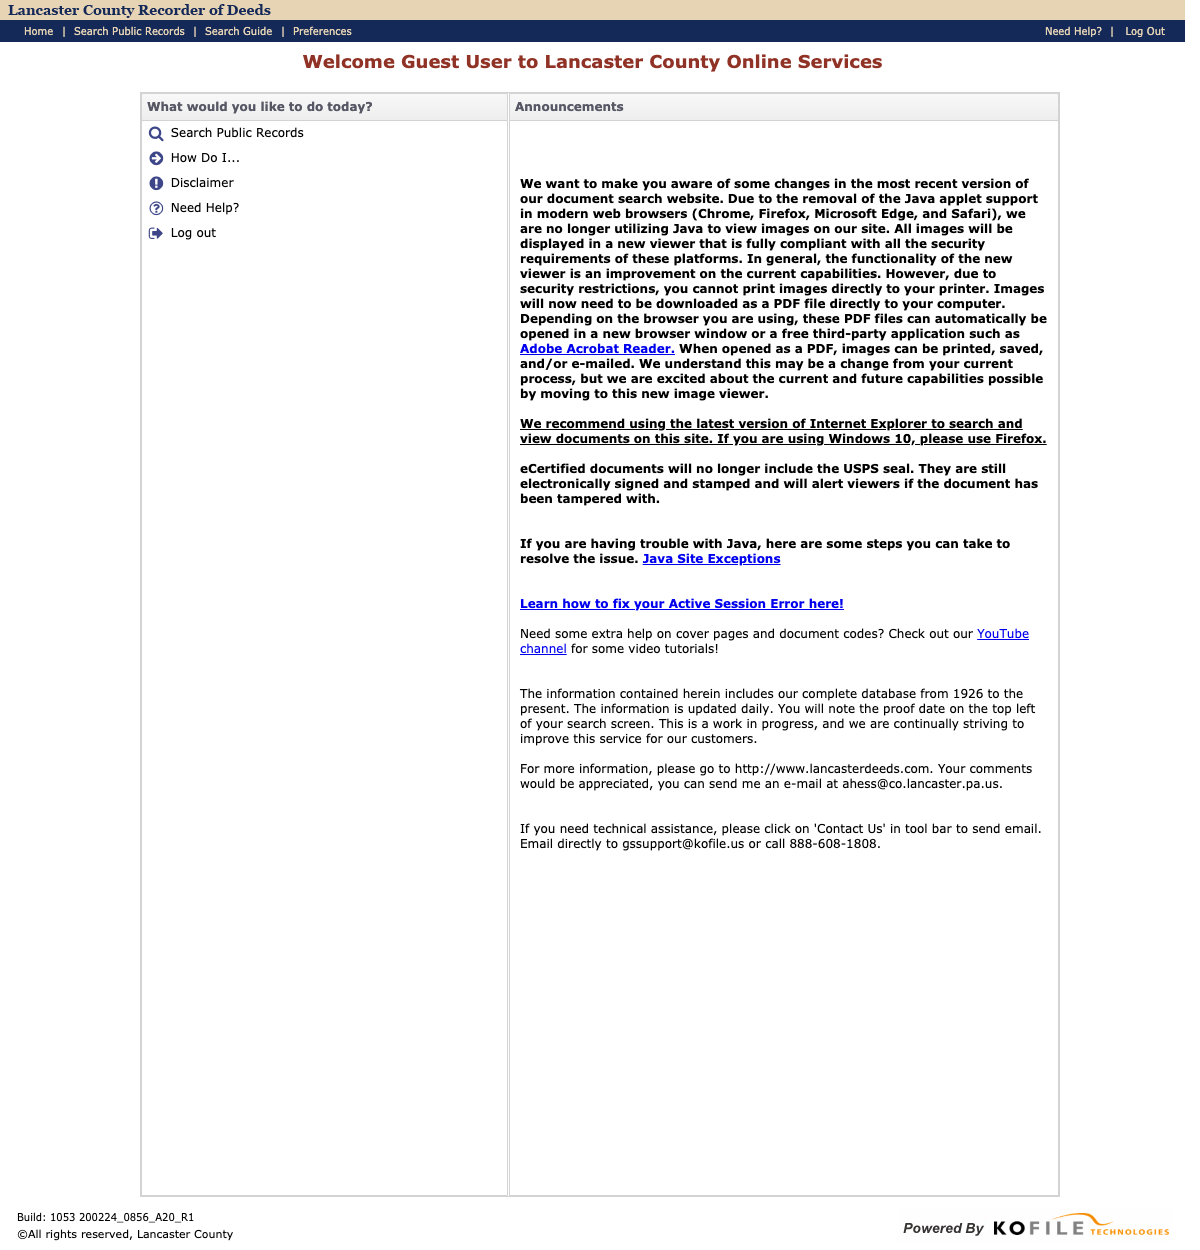 Lancaster County Recorder of Deeds
Home | Search Public Records | Search Guide | Preferences Need Help? | Log Out
Welcome Guest User to Lancaster County Online Services
What would you like to do today?
Search Public Records
How Do I...
Disclaimer
Need Help?
Log out
Announcements
We want to make you aware of some changes in the most recent version of
our document search website. Due to the removal of the Java applet support
in modern web browsers (Chrome, Firefox, Microsoft Edge, and Safari), we
are no longer utilizing Java to view images on our site. All images will be
displayed in a new viewer that is fully compliant with all the security
requirements of these platforms. In general, the functionality of the new
viewer is an improvement on the current capabilities. However, due to
security restrictions, you cannot print images directly to your printer. Images
will now need to be downloaded as a PDF file directly to your computer.
Depending on the browser you are using, these PDF files can automatically be
opened in a new browser window or a free third-party application such as
Adobe Acrobat Reader. When opened as a PDF, images can be printed, saved,
and/or e-mailed. We understand this may be a change from your current
process, but we are excited about the current and future capabilities possible
by moving to this new image viewer.
We recommend using the latest version of Internet Explorer to search and
view documents on this site. If you are using Windows 10, please use Firefox.
eCertified documents will no longer include the USPS seal. They are still
electronically signed and stamped and will alert viewers if the document has
been tampered with.
If you are having trouble with Java, here are some steps you can take to
resolve the issue. Java Site Exceptions
Learn how to fix your Active Session Error here!
Need some extra help on cover pages and document codes? Check out our YouTube
channel for some video tutorials!
The information contained herein includes our complete database from 1926 to the
present. The information is updated daily. You will note the proof date on the top left
of your search screen. This is a work in progress, and we are continually striving to
improve this service for our customers.
For more information, please go to http://www.lancasterdeeds.com. Your comments
would be appreciated, you can send me an e-mail at ahess@co.lancaster.pa.us.
If you need technical assistance, please click on 'Contact Us' in tool bar to send email.
Email directly to gssupport@kofile.us or call 888-608-1808.
Build: 1053 200224_0856_A20_R1
©All rights reserved, Lancaster County
Powered By KOFILE TECHNOLOGIES